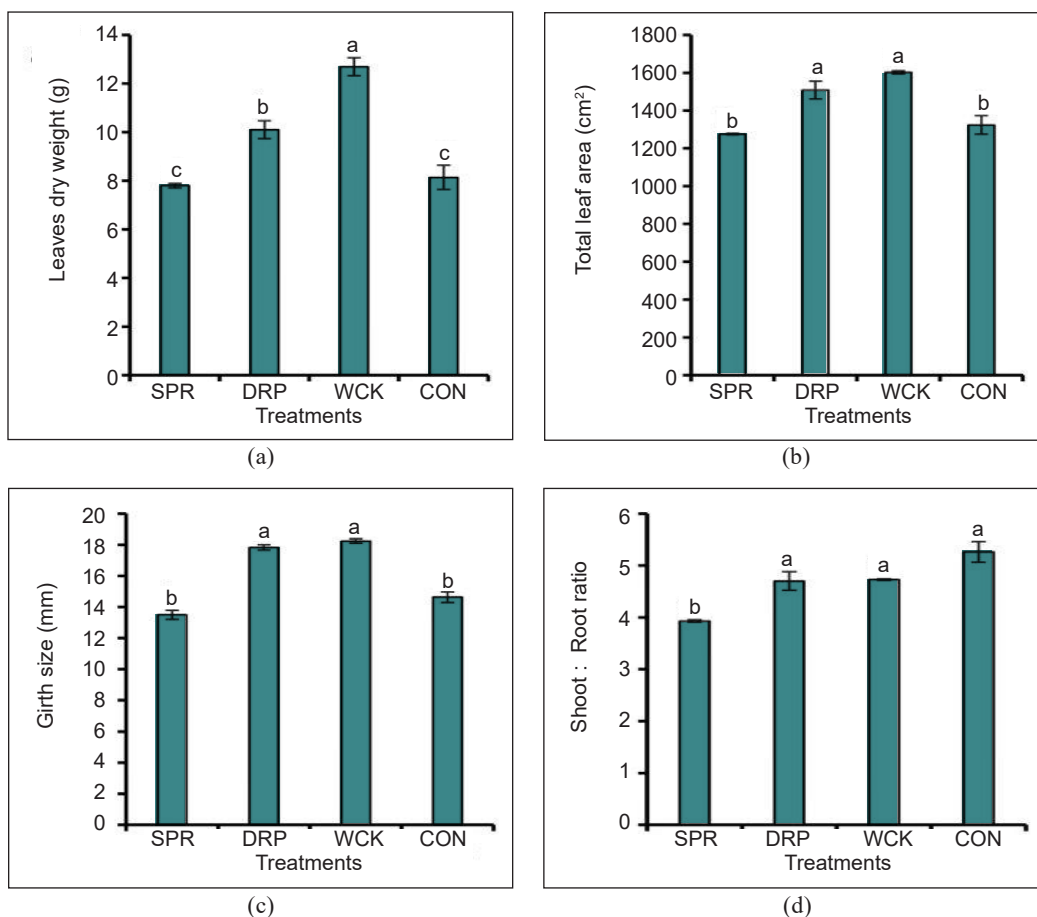 14
12
10
8
6
4
2
0
Leaves dry weight (g)
c
b
a
c
SPR DRP WCK CON
Treatments
(a)
1800
1600
1400
1200
1000
800
600
400
200
0
Total leaf area (cm²)
b
a
a
b
SPR DRP WCK CON
Treatments
(b)
20
18
16
14
12
10
8
6
4
2
0
Girth size (mm)
b
a
a
b
SPR DRP WCK CON
Treatments
(c)
6
5
4
3
2
1
0
Shoot : Root ratio
b
a
a
a
SPR DRP WCK CON
Treatments
(d)